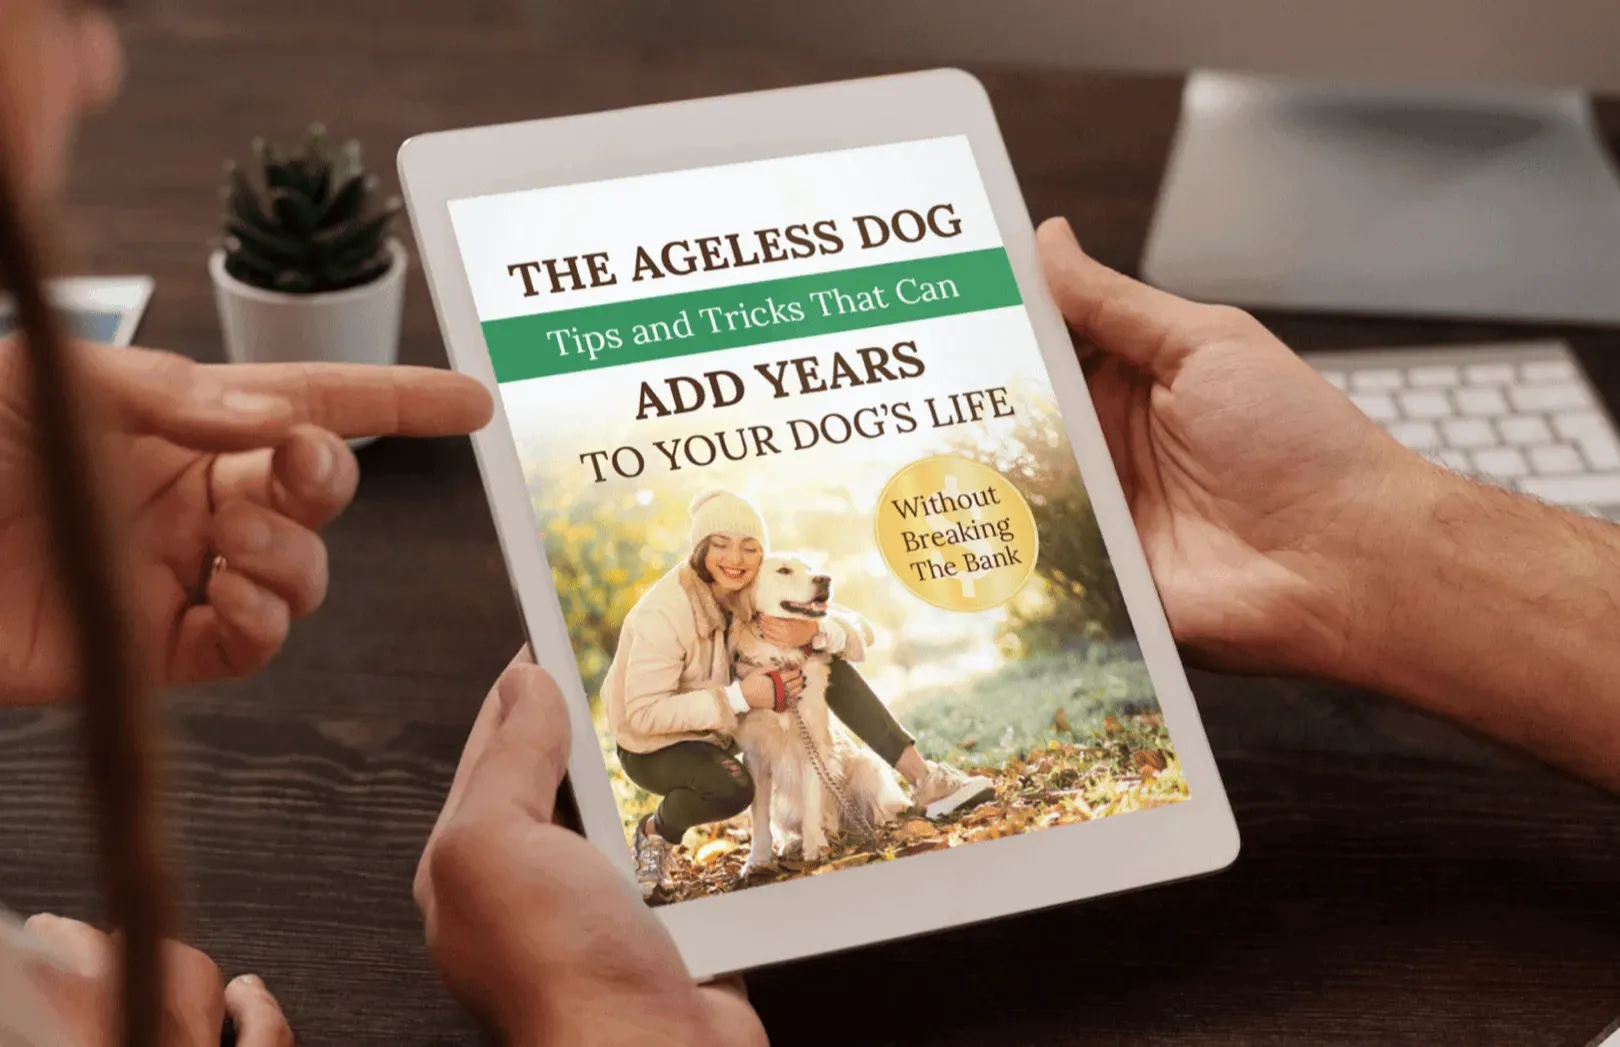 THE AGELESS DOG
Tips and Tricks That Can
ADD YEARS
TO YOUR DOG’S LIFE
Without
Breaking
The Bank